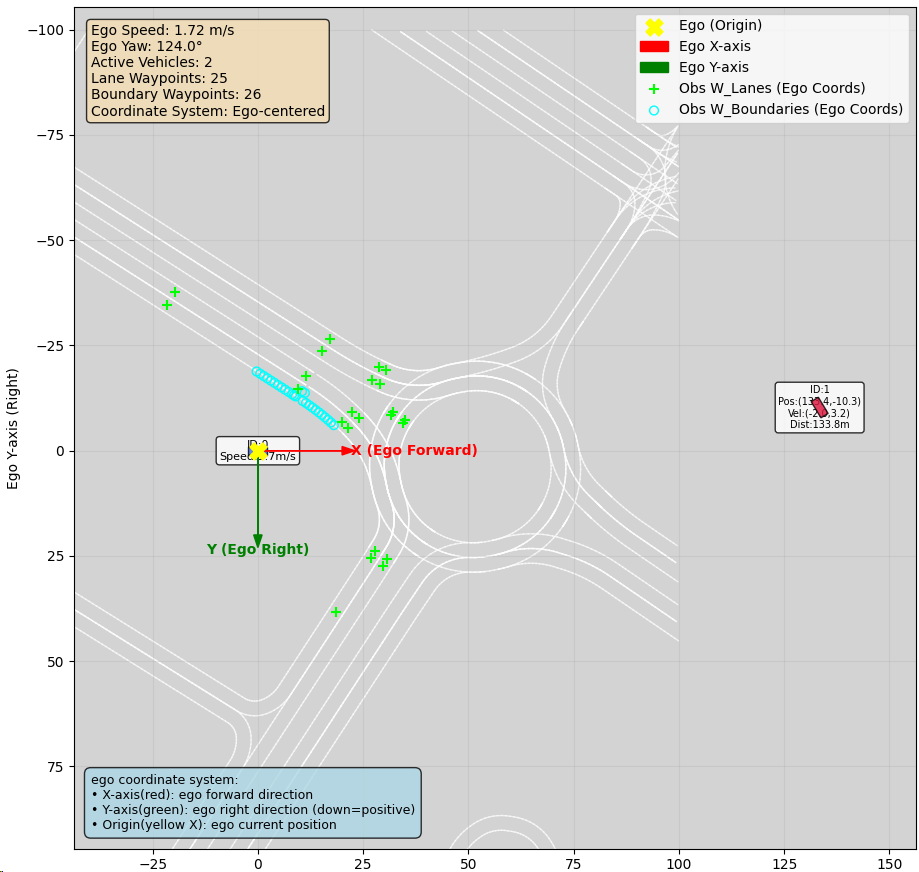 Ego Speed: 1.72 m/s
Ego Yaw: 124.0°
Active Vehicles: 2
Lane Waypoints: 25
Boundary Waypoints: 26
Coordinate System: Ego-centered
Ego (Origin)
Ego X-axis
Ego Y-axis
Obs W_Lanes (Ego Coords)
Obs W_Boundaries (Ego Coords)
−100
−75
−50
−25
0
25
50
75
Ego Y-axis (Right)
ID:1
Dist:133.8m
ID:0
X (Ego Forward)
Y (Ego Right)
ego coordinate system:
• X-axis(red): ego forward direction
• Y-axis(green): ego right direction (down=positive)
• Origin(yellow X): ego current position
−25
0
25
50
75
100
125
150